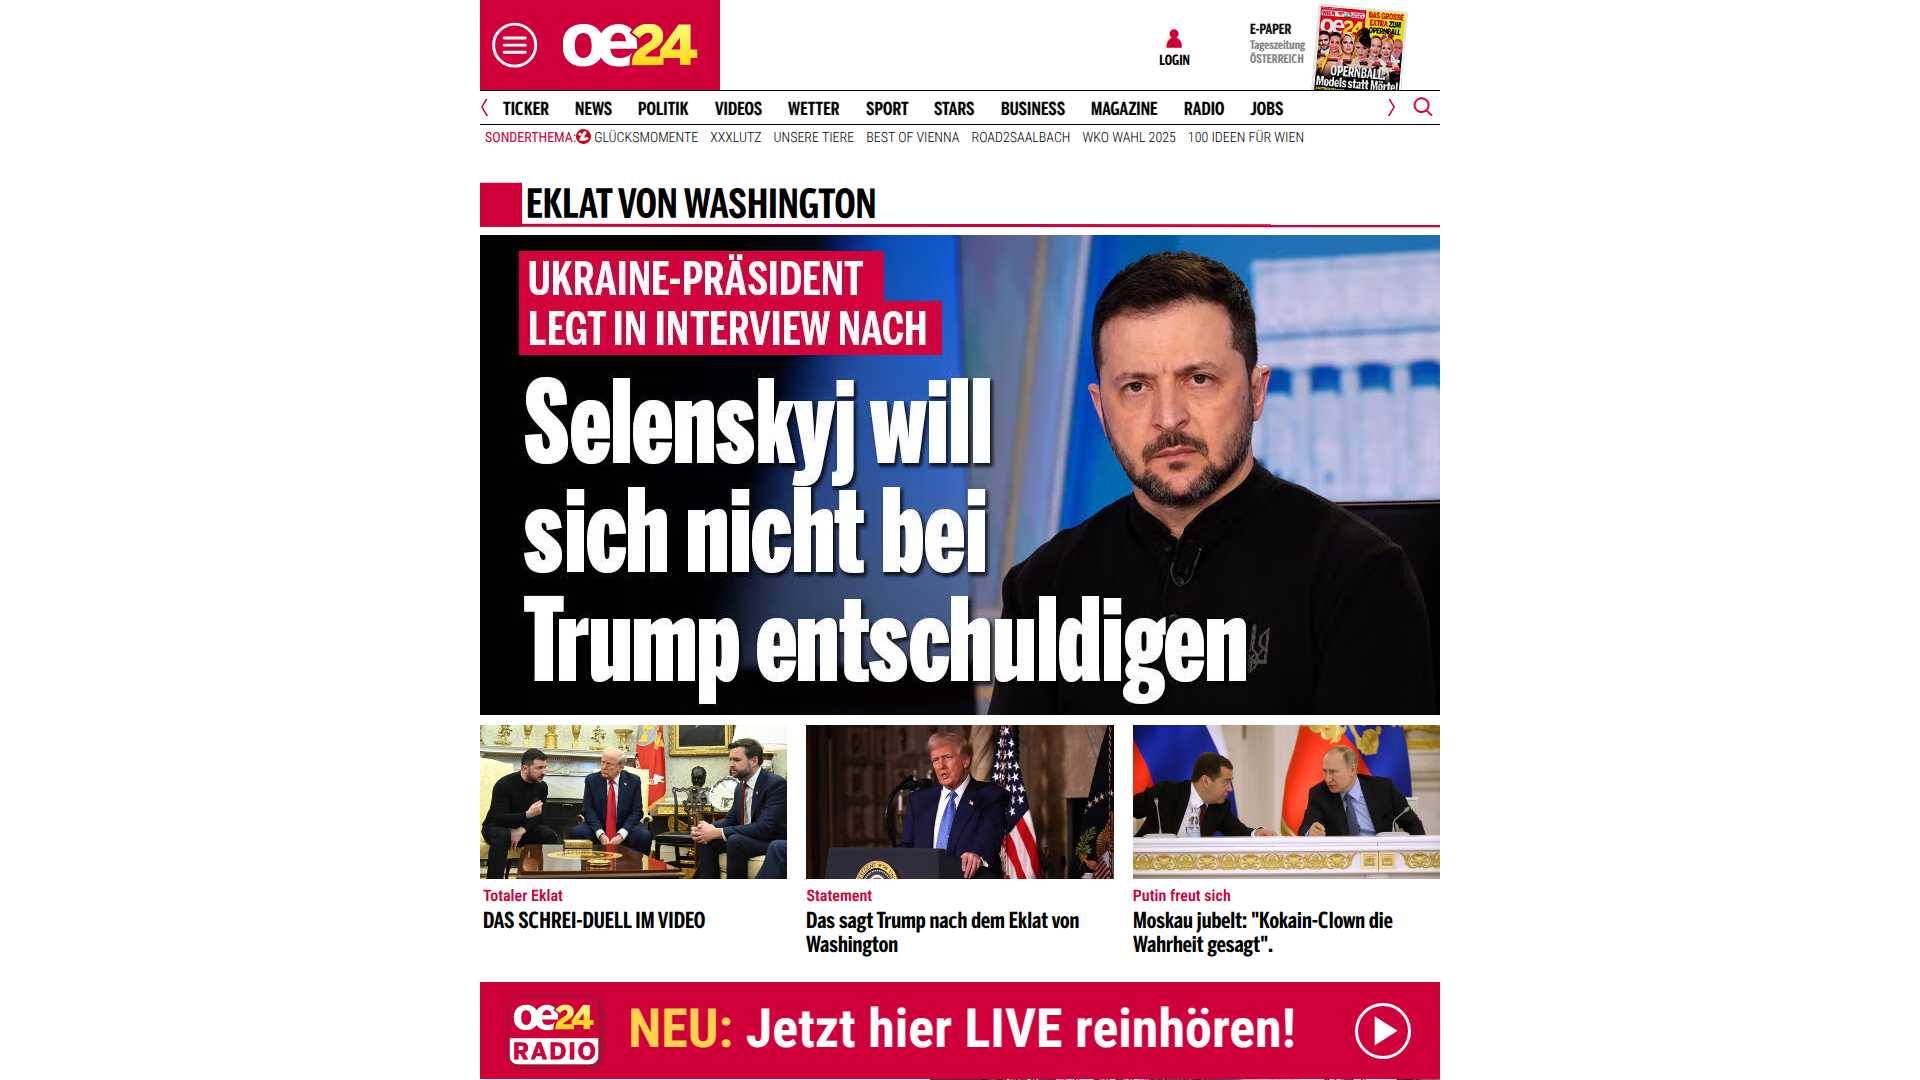 oe24
LOGIN
E-PAPER
Tageszeitung
ÖSTERREICH
oe24
DAS GROSSE
EXTRA ZUM
OPERNBALL
OPERNBALL:
Models statt Mörtel
TICKER NEWS POLITIK VIDEOS WETTER SPORT STARS BUSINESS MAGAZINE RADIO JOBS
SONDERTHEMA: GLÜCKSMOMENTE XXXLUTZ UNSERE TIERE BEST OF VIENNA ROAD2SAALBACH WKO WAHL 2025 100 IDEEN FÜR WIEN
EKLAT VON WASHINGTON
UKRAINE-PRÄSIDENT
LEGT IN INTERVIEW NACH
Selenskyj will
sich nicht bei
Trump entschuldigen
Totaler Eklat
DAS SCHREI-DUELL IM VIDEO
Statement
Das sagt Trump nach dem Eklat von
Washington
Putin freut sich
Moskau jubelt: "Kokain-Clown die
Wahrheit gesagt".
oe24
RADIO
NEU: Jetzt hier LIVE reinhören!